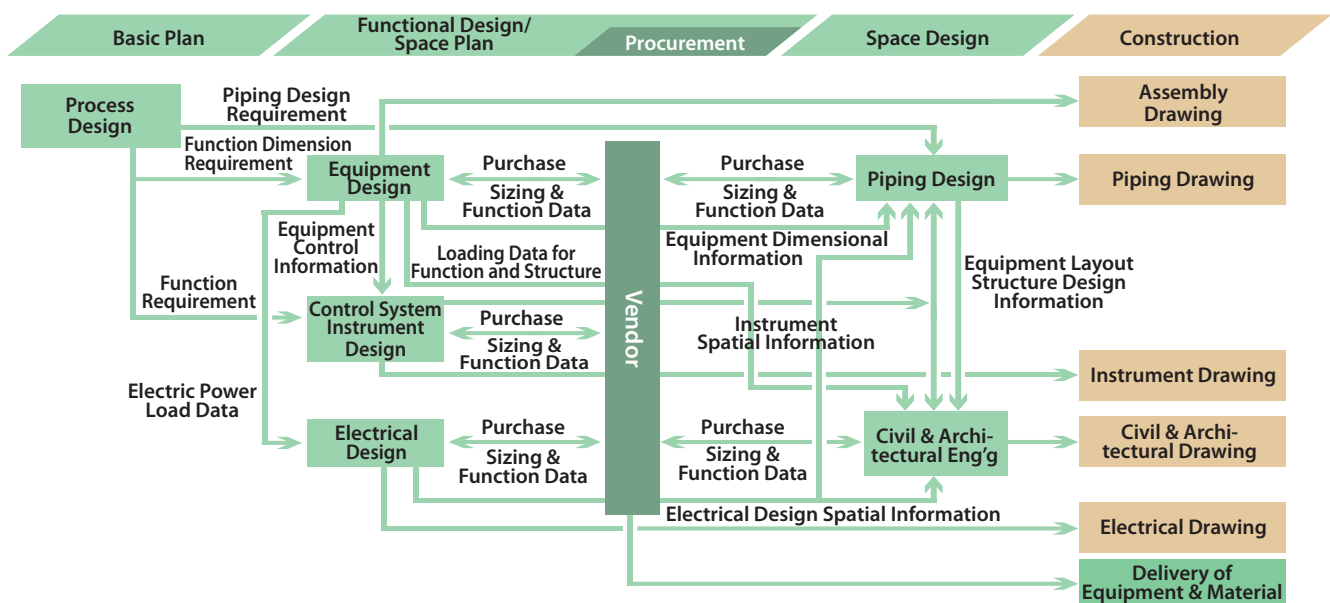 Basic Plan
Functional Design/
Space Plan
Procurement
Space Design
Construction
Process
Design
Piping Design
Requirement
Assembly
Drawing
Function Dimension
Requirement
Equipment
Design
Purchase
Sizing &
Function Data
Purchase
Sizing &
Function Data
Piping Design
Piping Drawing
Equipment
Control
Information
Loading Data for
Function and Structure
Equipment Dimensional
Information
Equipment Layout
Structure Design
Information
Function
Requirement
Control System
Instrument
Design
Purchase
Sizing &
Function Data
Vendor
Instrument
Spatial Information
Instrument Drawing
Electric Power
Load Data
Electrical
Design
Purchase
Sizing &
Function Data
Purchase
Sizing &
Function Data
Civil & Archi-
tectural Eng’g
Civil & Archi-
tectural Drawing
Electrical Design Spatial Information
Electrical Drawing
Delivery of
Equipment & Material